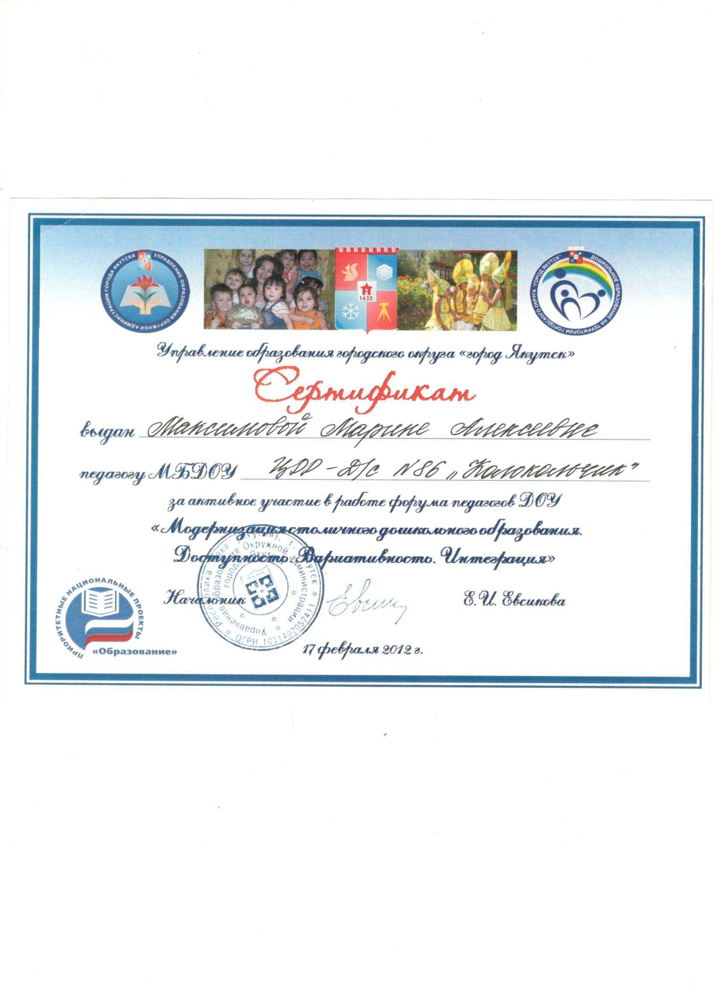 УПРАВЛЕНИЕ ОБРАЗОВАНИЯ ОКРУЖНОЙ АДМИНИСТРАЦИИ ГОРОДА ЯКУТСКА
1632
ДОШКОЛЬНОЕ ОБРАЗОВАНИЕ НА ТЕРРИТОРИИ ГОРОДСКОГО ОКРУГА "ГОРОД ЯКУТСК"
Управление образования городского округа «город Якутск»
Сертификат
выдан Максимовой Марине Алексеевне
педагогу МБДОУ ЦРР - Д/с N 86 „Колокольчик"
за активное участие в работе форума педагогов ДОУ
«Модернизация столичного дошкольного образования.
Доступность. Вариативность. Интеграция»
Начальник Е.И. Евсикова
Республика Саха (Якутия), г. Якутск * ОГРН 1031402057411 *
Управление образования Окружной администрации
города Якутска
ПРИОРИТЕТНЫЕ НАЦИОНАЛЬНЫЕ ПРОЕКТЫ
«Образование»
17 февраля 2012 г.